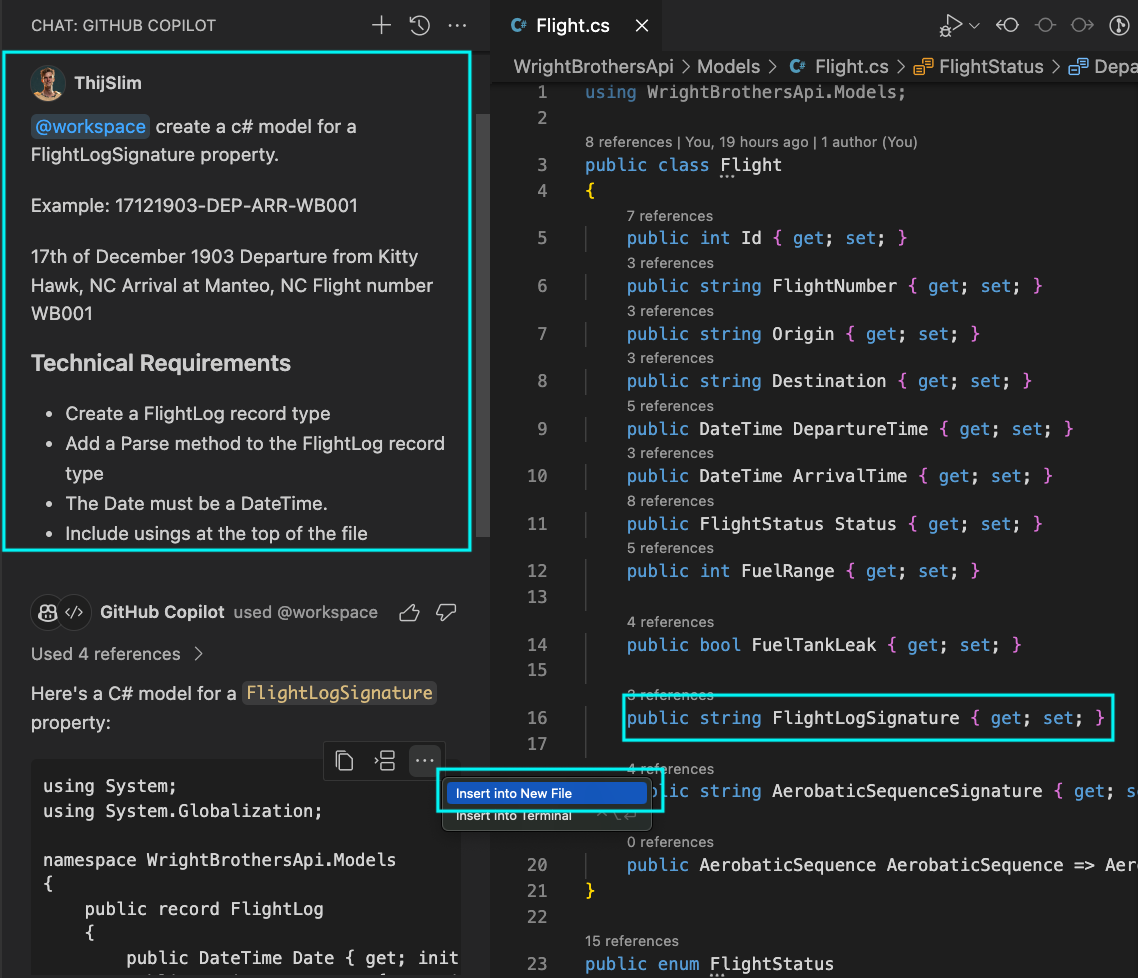 CHAT: GITHUB COPILOT
ThijSlim
@workspace create a c# model for a
FlightLogSignature property.
Example: 17121903-DEP-ARR-WB001
17th of December 1903 Departure from Kitty
Hawk, NC Arrival at Manteo, NC Flight number
WB001
Technical Requirements
• Create a FlightLog record type
• Add a Parse method to the FlightLog record
type
• The Date must be a DateTime.
• Include usings at the top of the file
GitHub Copilot used @workspace
Used 4 references
Here's a C# model for a FlightLogSignature
property:
using System;
using System.Globalization;
namespace WrightBrothersApi.Models
{
public record FlightLog
{
public DateTime Date { get; init
Insert into New File
Insert into Terminal
C# Flight.cs
WrightBrothersApi > Models > C# Flight.cs > FlightStatus > Depa
1 using WrightBrothersApi.Models;
2
8 references | You, 19 hours ago | 1 author (You)
3 public class Flight
4 {
7 references
5 public int Id { get; set; }
3 references
6 public string FlightNumber { get; set; }
3 references
7 public string Origin { get; set; }
3 references
8 public string Destination { get; set; }
5 references
9 public DateTime DepartureTime { get; set; }
3 references
10 public DateTime ArrivalTime { get; set; }
8 references
11 public FlightStatus Status { get; set; }
5 references
12 public int FuelRange { get; set; }
13
4 references
14 public bool FuelTankLeak { get; set; }
15
3 references
16 public string FlightLogSignature { get; set; }
17
4 references
lic string AerobaticSequenceSignature { get; s
0 references
20 public AerobaticSequence AerobaticSequence => Aer
21 }
22
15 references
23 public enum FlightStatus